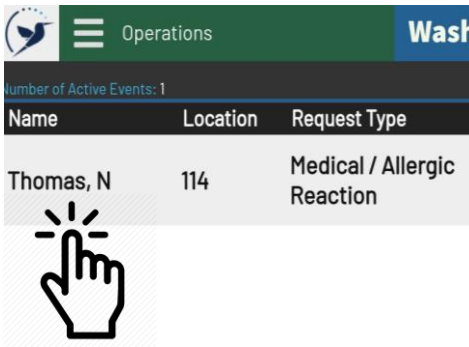 Operations
Wash
Number of Active Events: 1
Name Location Request Type
Thomas, N 114 Medical / Allergic
Reaction